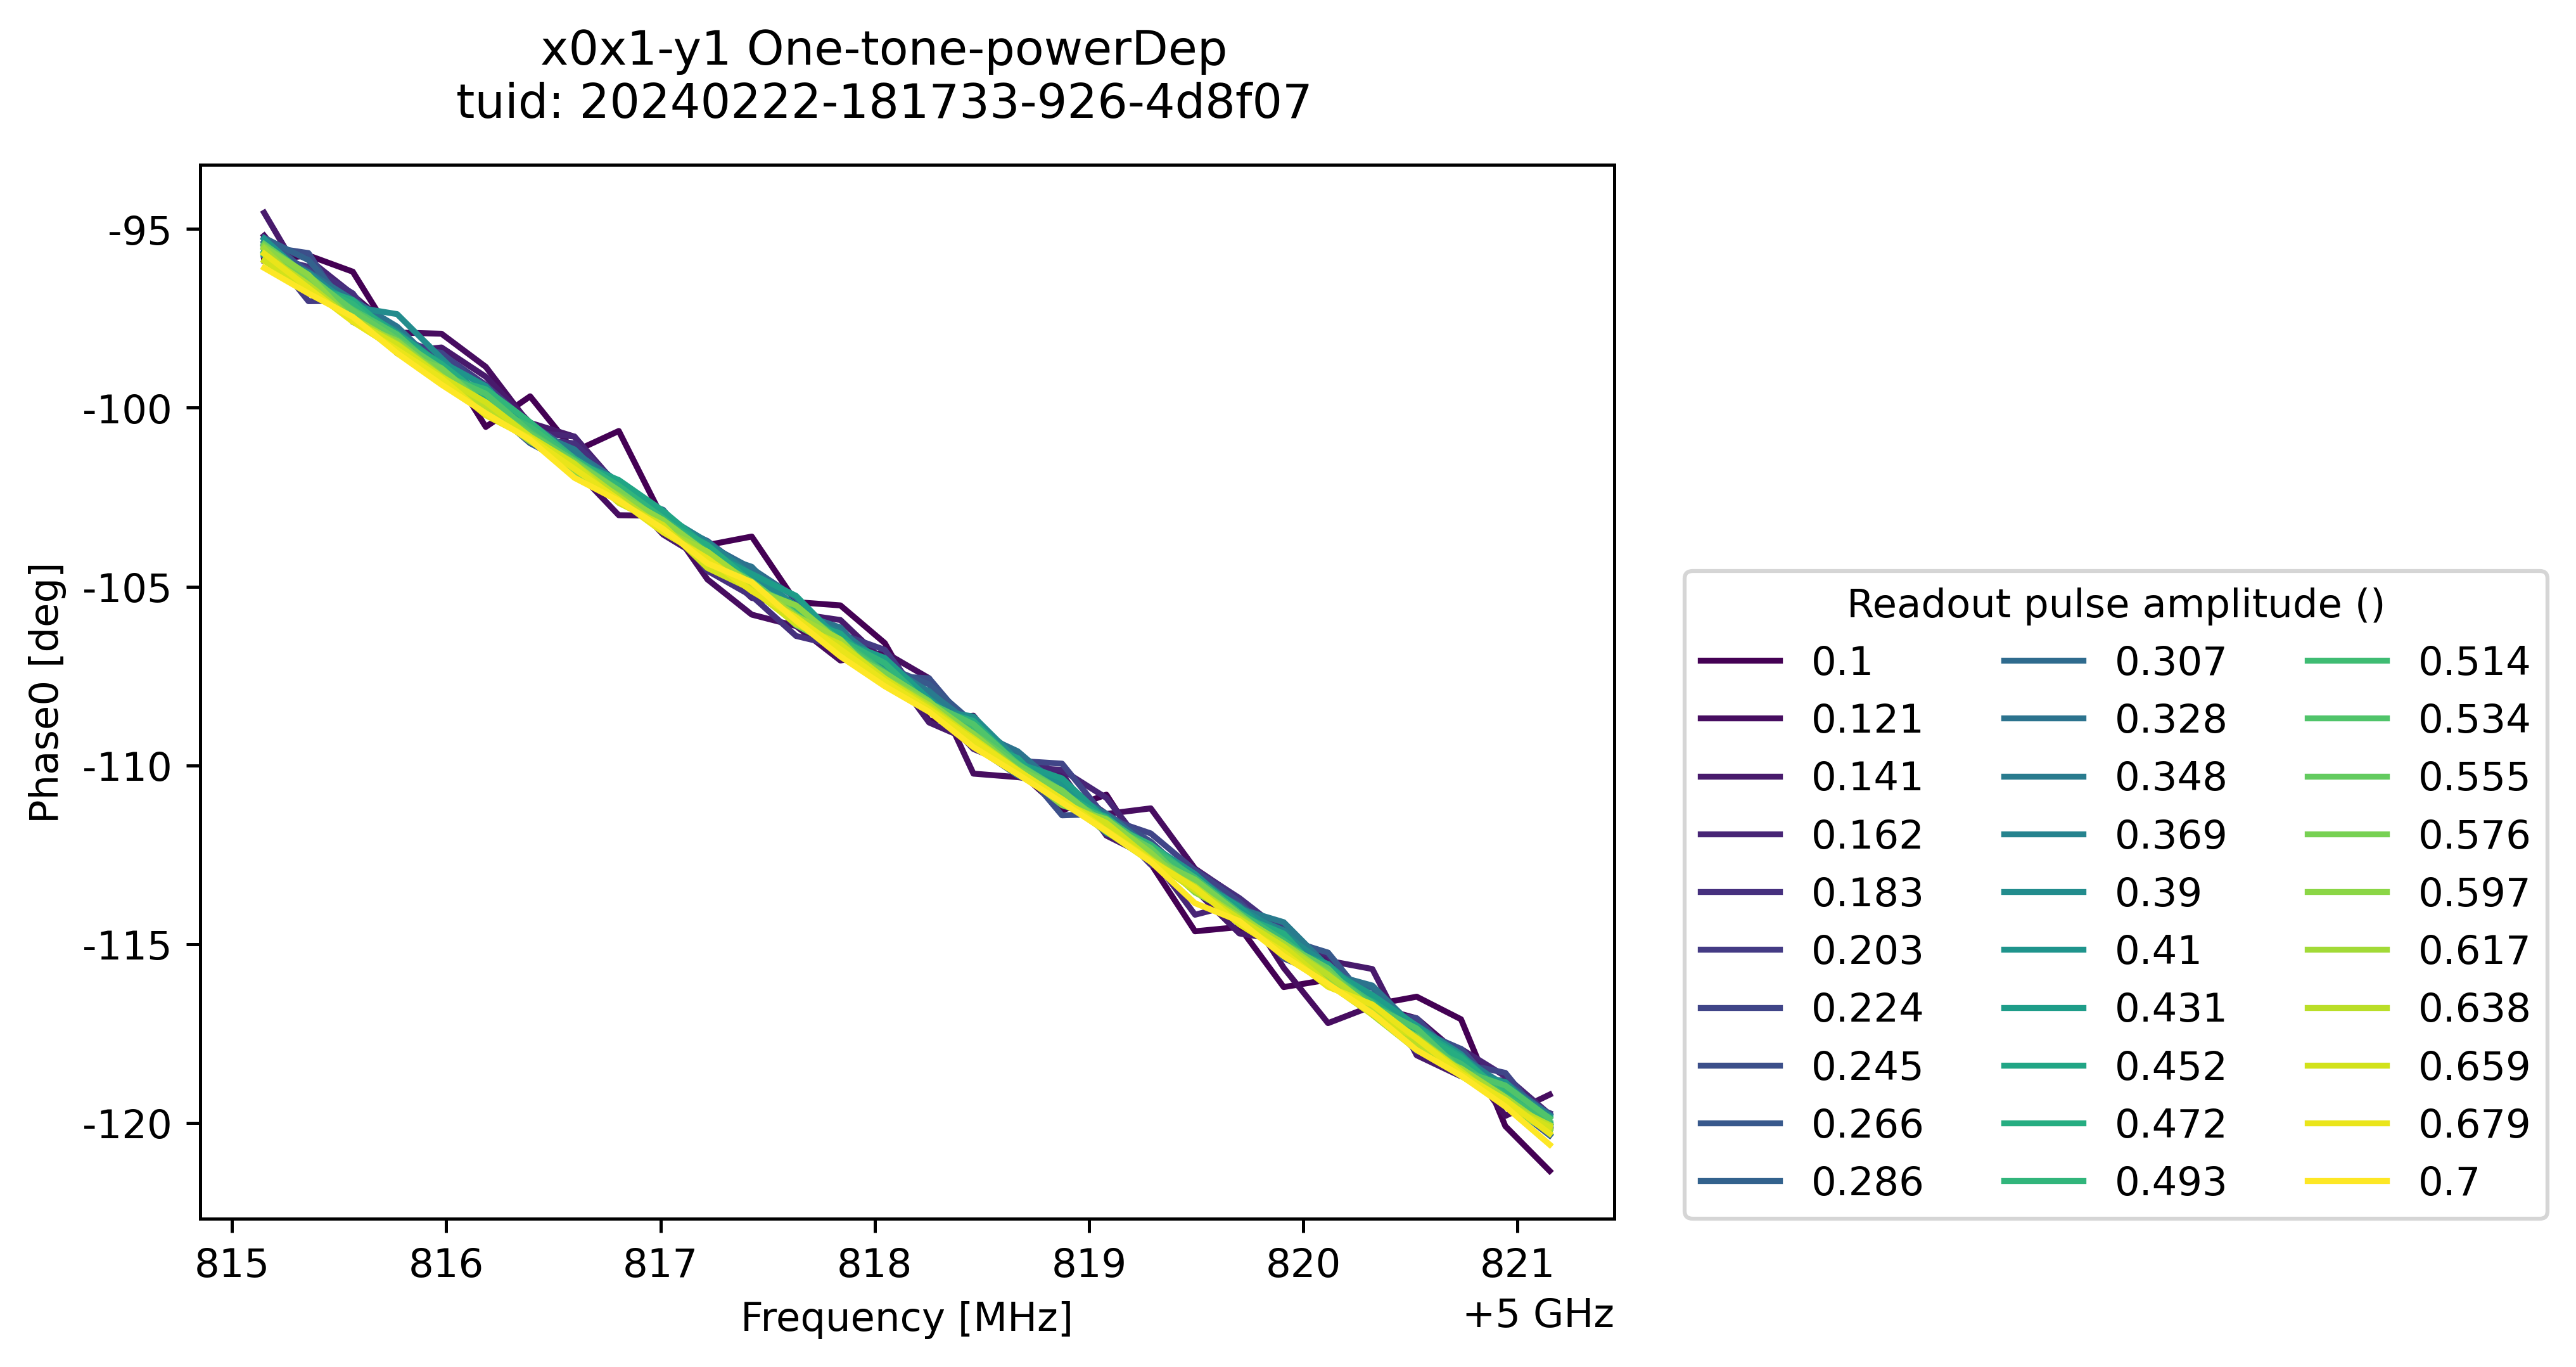 x0x1-y1 One-tone-powerDep
tuid: 20240222-181733-926-4d8f07
Phase0 [deg]
-95
-100
-105
-110
-115
-120
815 816 817 818 819 820 821
Frequency [MHz]
+5 GHz
Readout pulse amplitude ()
0.1 0.307 0.514
0.121 0.328 0.534
0.141 0.348 0.555
0.162 0.369 0.576
0.183 0.39 0.597
0.203 0.41 0.617
0.224 0.431 0.638
0.245 0.452 0.659
0.266 0.472 0.679
0.286 0.493 0.7